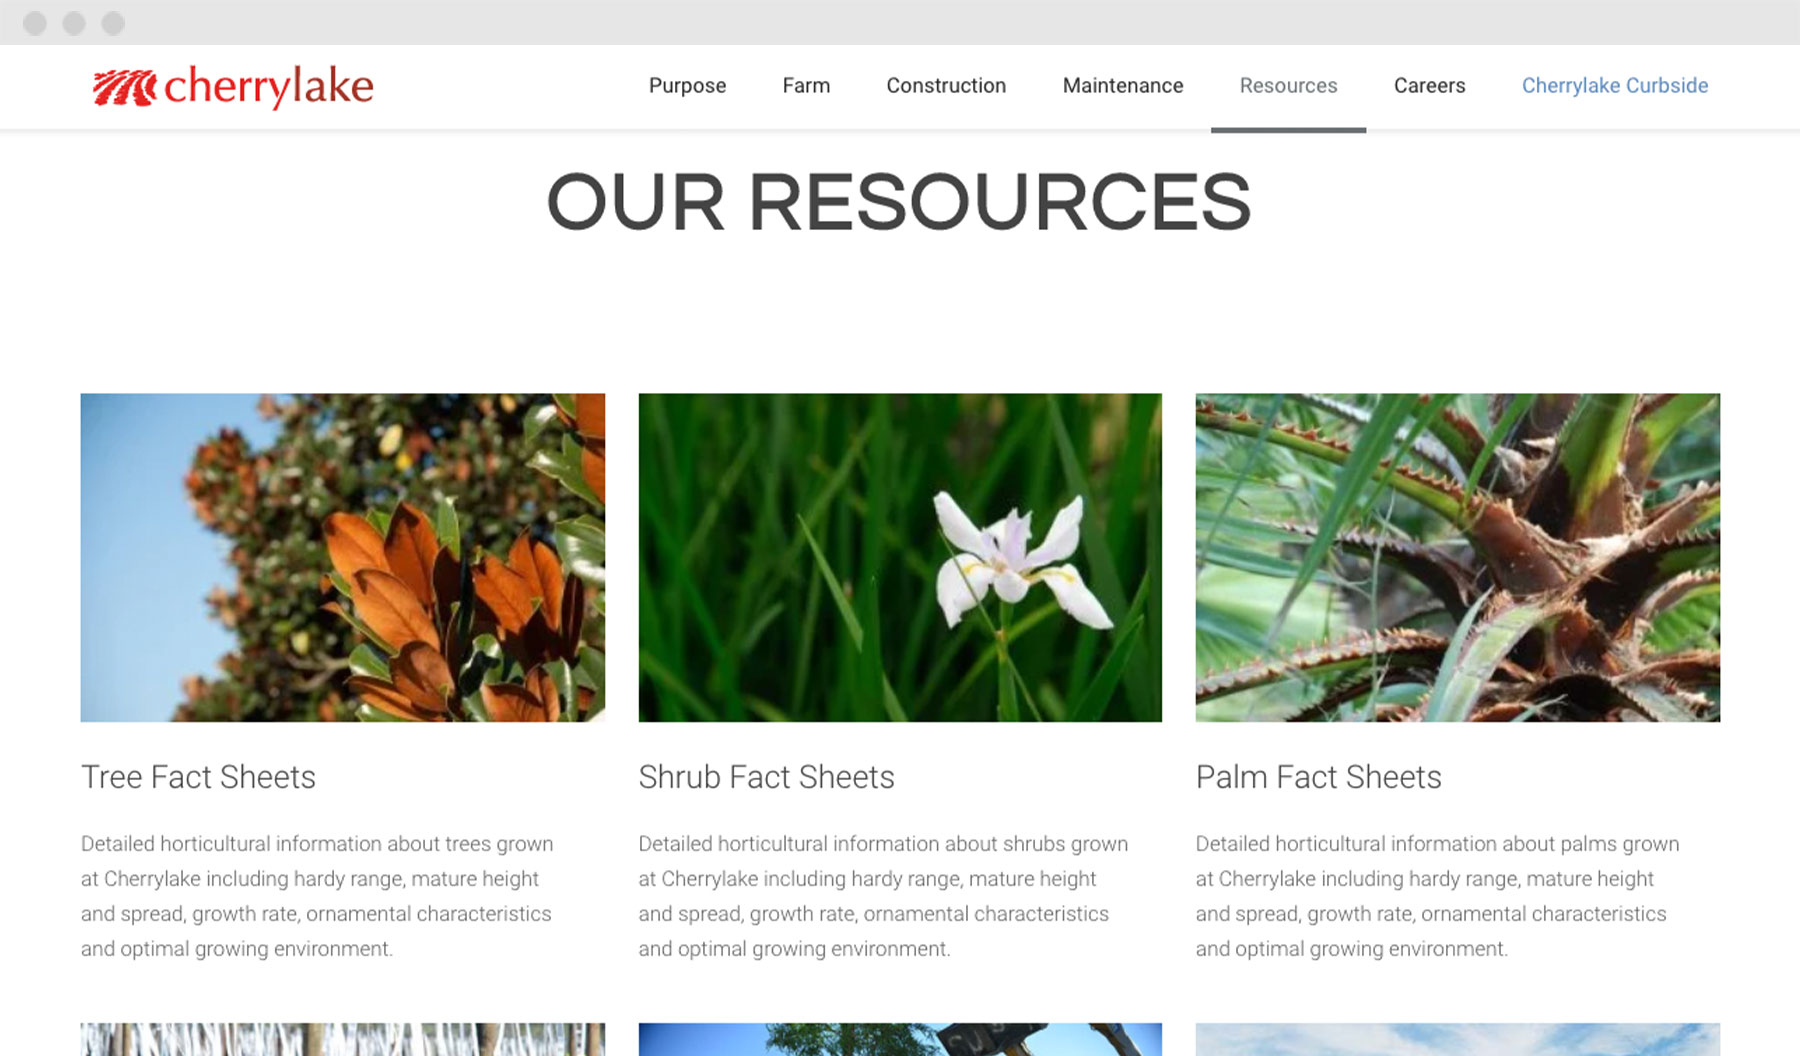 cherrylake
Purpose
Farm
Construction
Maintenance
Resources
Careers
Cherrylake Curbside
OUR RESOURCES
Tree Fact Sheets
Detailed horticultural information about trees grown
at Cherrylake including hardy range, mature height
and spread, growth rate, ornamental characteristics
and optimal growing environment.
Shrub Fact Sheets
Detailed horticultural information about shrubs grown
at Cherrylake including hardy range, mature height
and spread, growth rate, ornamental characteristics
and optimal growing environment.
Palm Fact Sheets
Detailed horticultural information about palms grown
at Cherrylake including hardy range, mature height
and spread, growth rate, ornamental characteristics
and optimal growing environment.